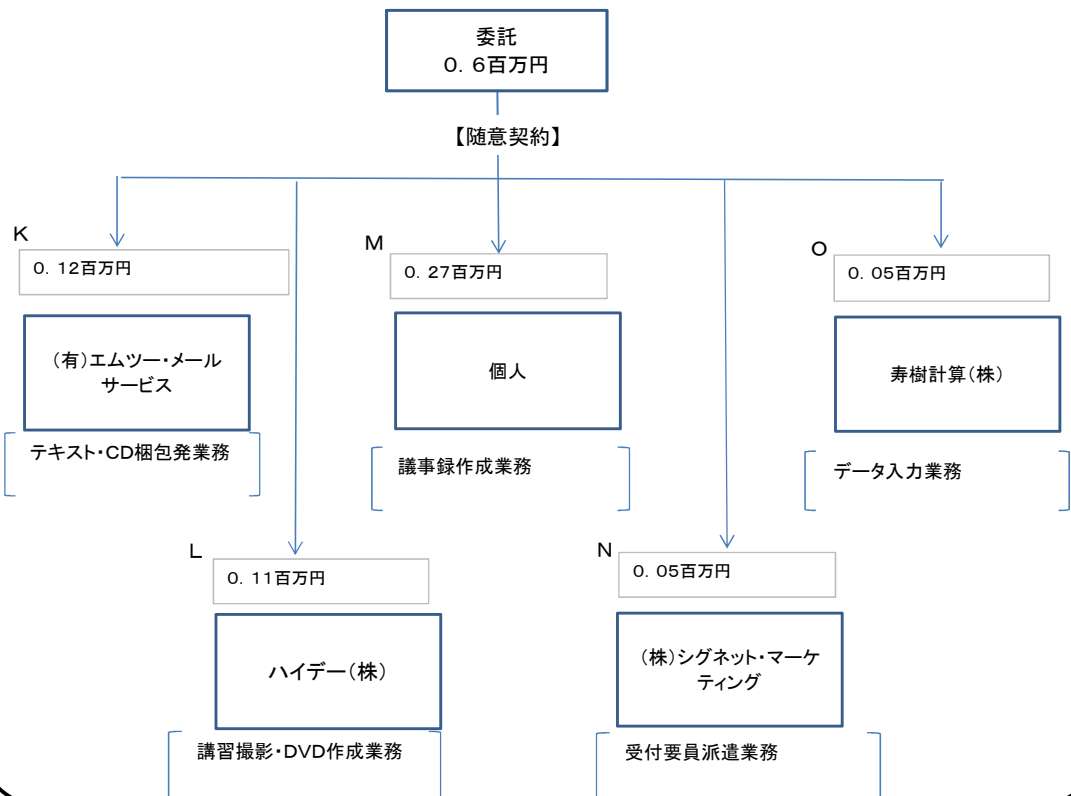 委託
０．６百万円
【随意契約】
K
０．１２百万円
（有）エムツー・メール
サービス
テキスト・CD梱包発業務
M
０．２７百万円
個人
議事録作成業務
O
０．０５百万円
寿樹計算（株）
データ入力業務
L
０．１１百万円
ハイデー（株）
講習撮影・DVD作成業務
N
０．０５百万円
（株）シグネット・マーケ
ティング
受付要員派遣業務